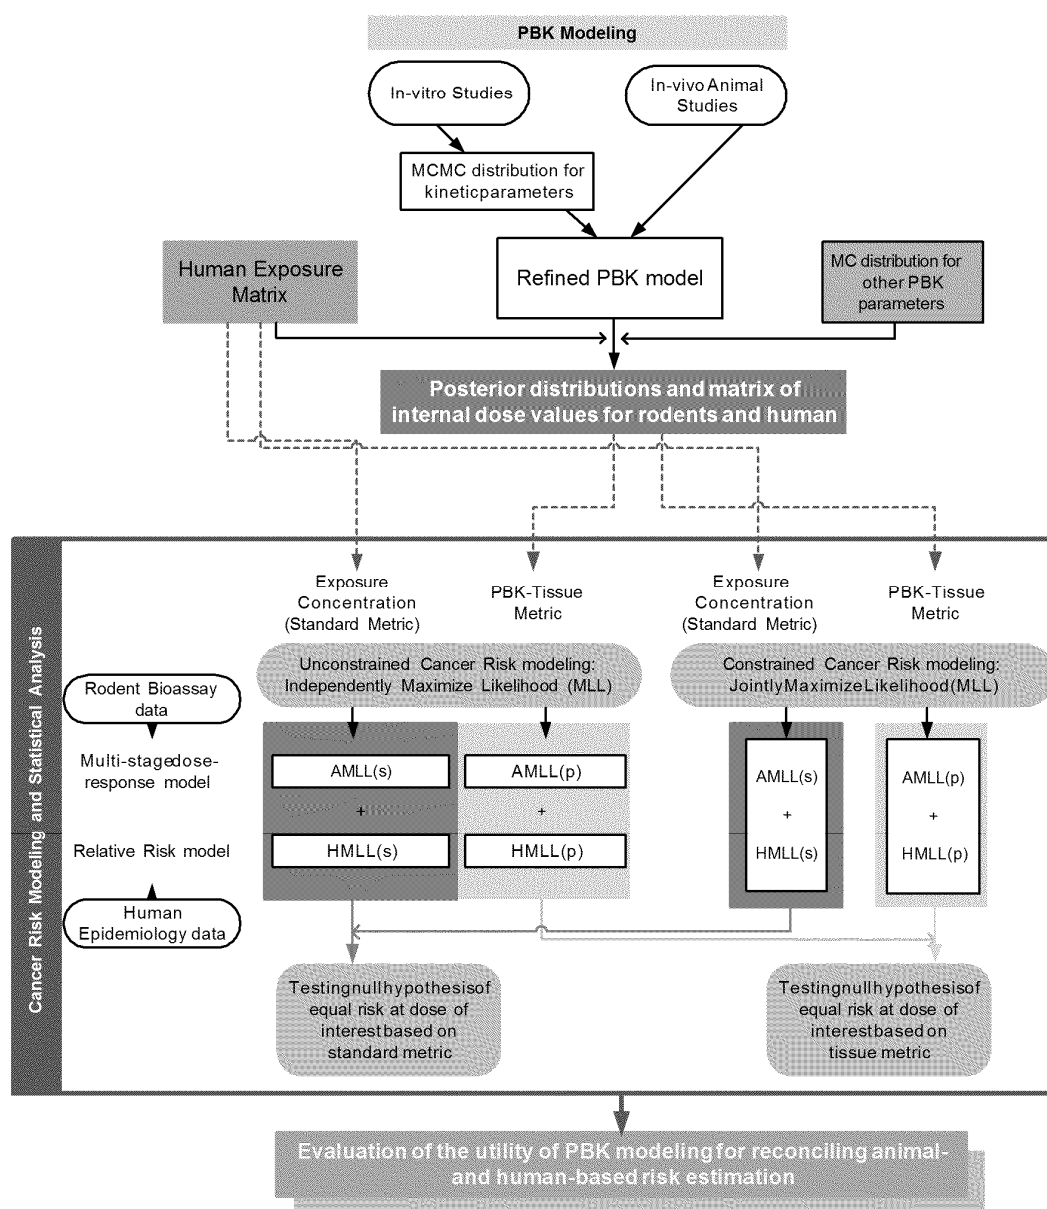 PBK Modeling
In-vitro Studies
In-vivo Animal
Studies
MCMC distribution for
kineticparameters
Human Exposure
Matrix
Refined PBK model
MC distribution for
other PBK
parameters
Posterior distributions and matrix of
internal dose values for rodents and human
Cancer Risk Modeling and Statistical Analysis
Exposure
Concentration
(Standard Metric)
PBK-Tissue
Metric
Exposure
Concentration
(Standard Metric)
PBK-Tissue
Metric
Unconstrained Cancer Risk modeling:
Independently Maximize Likelihood (MLL)
Constrained Cancer Risk modeling:
Jointly Maximize Likelihood (MLL)
Rodent Bioassay
data
Multi-stagedose-
response model
Relative Risk model
Human
Epidemiology data
AMLL(s)
+
HMLL(s)
AMLL(p)
+
HMLL(p)
AMLL(s)
+
HMLL(s)
AMLL(p)
+
HMLL(p)
Testingnullhypothesisof
equal risk at dose of
interestbased on
standard metric
Testingnullhypothesisof
equal risk at dose of
interestbased on
tissue metric
Evaluation of the utility of PBK modeling for reconciling animal-
and human-based risk estimation